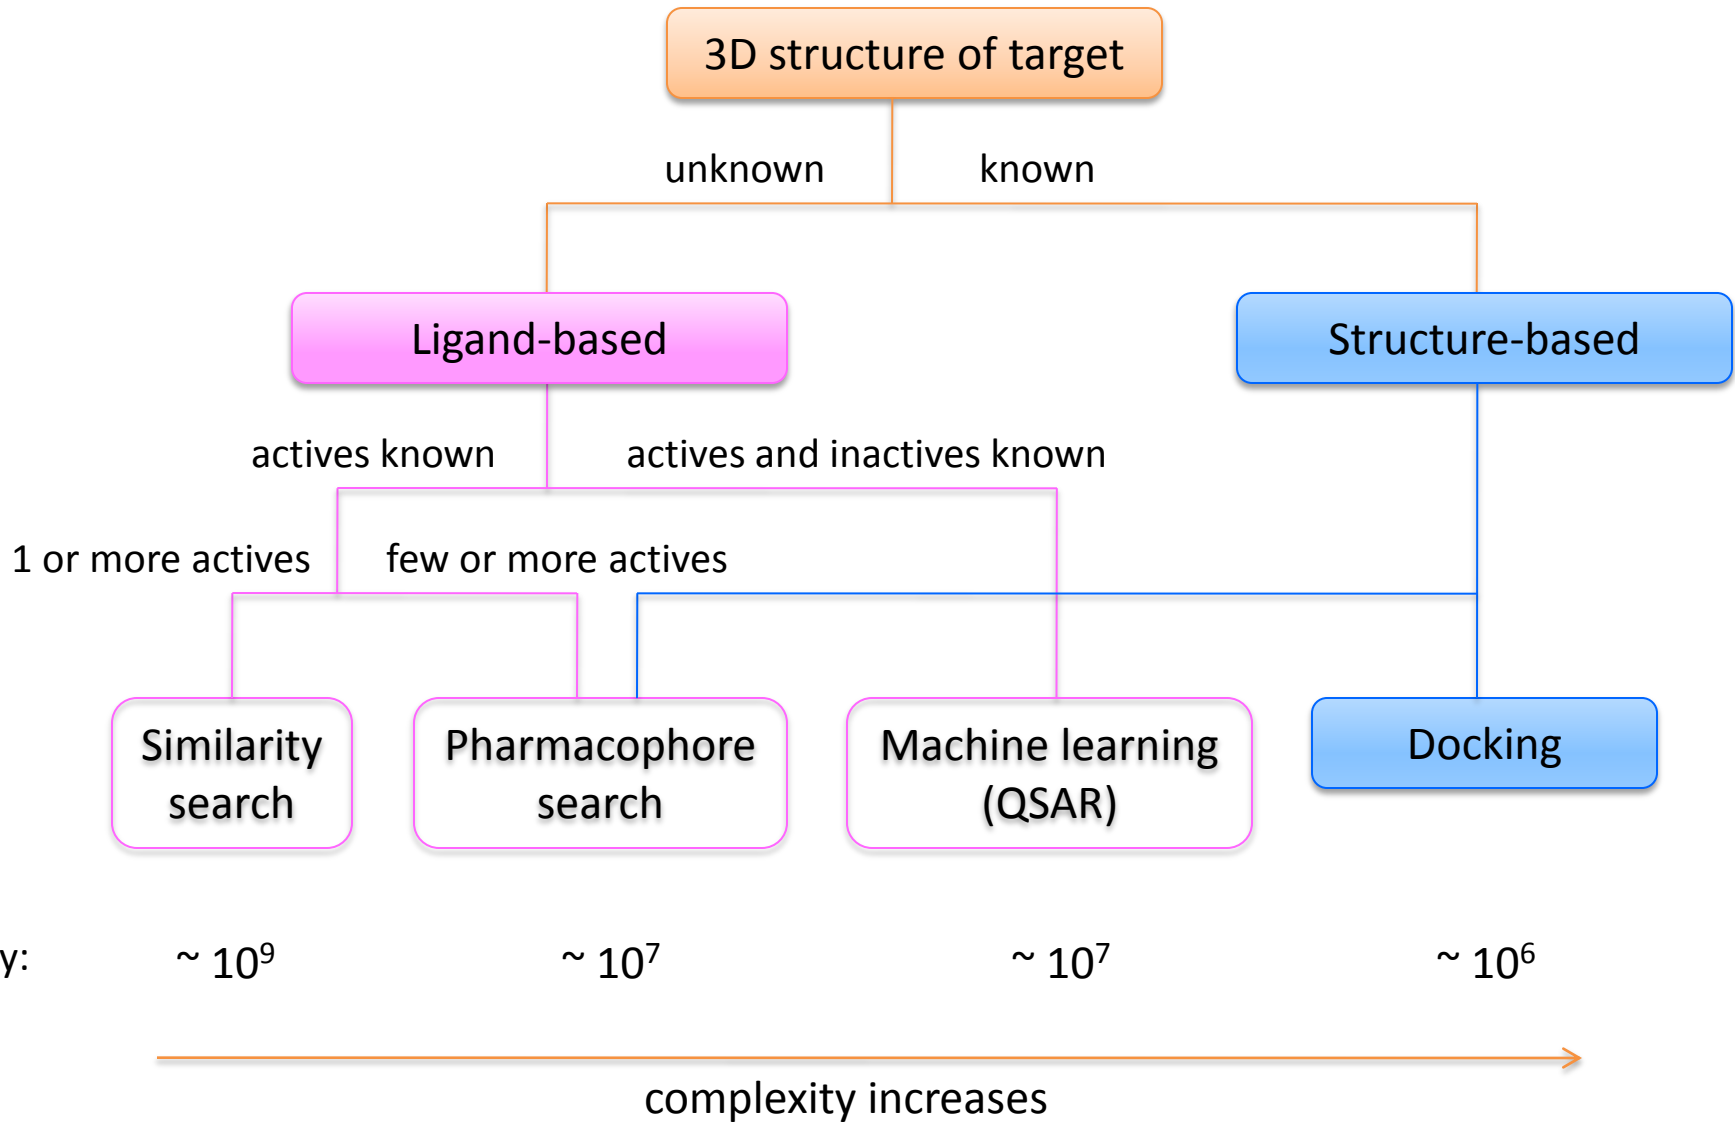 3D structure of target
unknown
known
Ligand-based
Structure-based
actives known
actives and inactives known
1 or more actives
few or more actives
Similarity
search
Pharmacophore
search
Machine learning
(QSAR)
Docking
y:
~ 10⁹
~ 10⁷
~ 10⁷
~ 10⁶
complexity increases